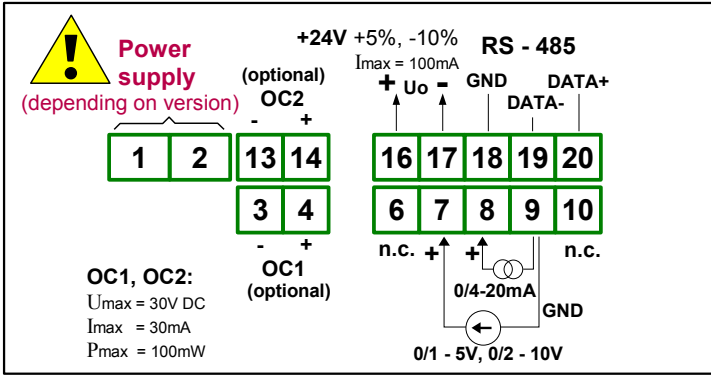 Power
supply
(depending on version)
+24V +5%, -10%
Imax = 100mA
+ Uo -
RS - 485
GND
DATA-
DATA+
(optional)
OC2
- +
1 2 13 14 16 17 18 19 20
3 4 6 7 8 9 10
- +
OC1
(optional)
n.c. + + n.c.
0/4-20mA
GND
0/1 - 5V, 0/2 - 10V
OC1, OC2:
Umax = 30V DC
Imax = 30mA
Pmax = 100mW